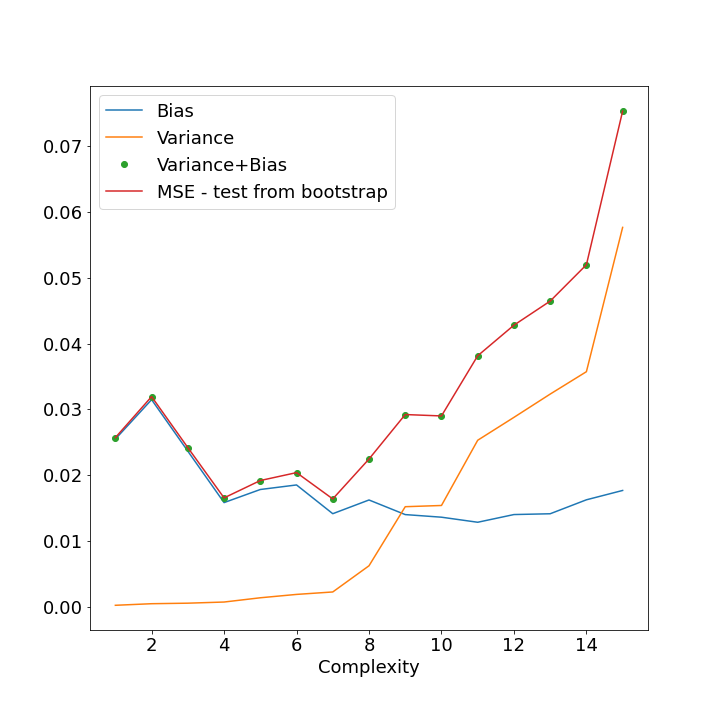 Bias
Variance
Variance+Bias
MSE - test from bootstrap
0.07
0.06
0.05
0.04
0.03
0.02
0.01
0.00
2 4 6 8 10 12 14
Complexity